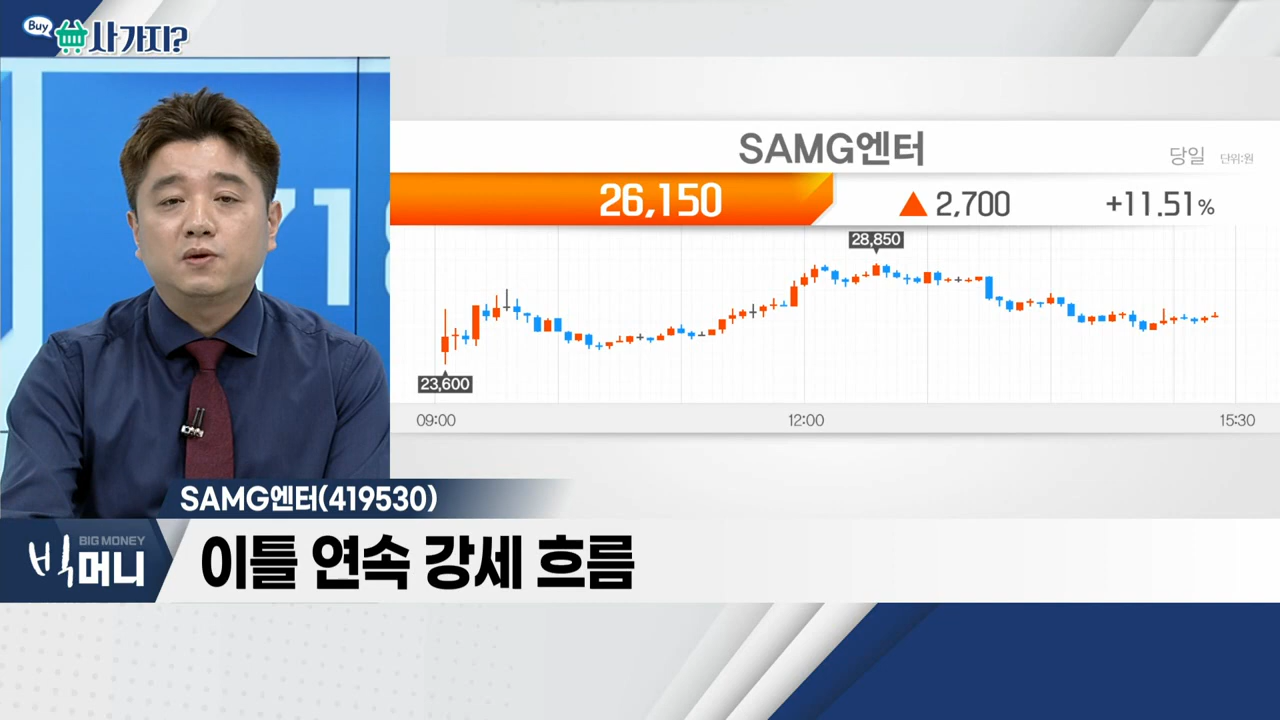 Buy
사가지?
718
SAMG엔터
당일 단위:원
26,150 ▲ 2,700 +11.51%
28,850
23,600
09:00 12:00 15:30
SAMG엔터(419530)
BIG MONEY
빅머니
이틀 연속 강세 흐름